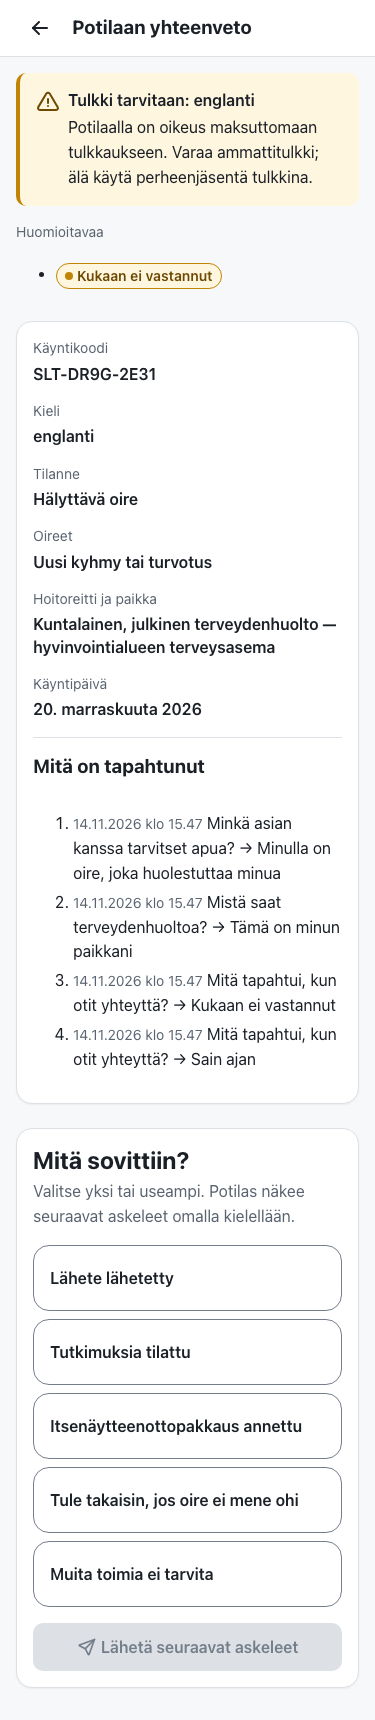 Potilaan yhteenveto
Tulkki tarvitaan: englanti
Potilaalla on oikeus maksuttomaan
tulkkaukseen. Varaa ammattitulkki;
älä käytä perheenjäsentä tulkkina.
Huomioitavaa
• Kukaan ei vastannut
Käyntikoodi
SLT-DR9G-2E31
Kieli
englanti
Tilanne
Hälyttävä oire
Oireet
Uusi kyhmy tai turvotus
Hoitoreitti ja paikka
Kuntalainen, julkinen terveydenhuolto —
hyvinvointialueen terveysasema
Käyntipäivä
20. marraskuuta 2026
Mitä on tapahtunut
1. 14.11.2026 klo 15.47 Minkä asian
kanssa tarvitset apua? → Minulla on
oire, joka huolestuttaa minua
2. 14.11.2026 klo 15.47 Mistä saat
terveydenhuoltoa? → Tämä on minun
paikkani
3. 14.11.2026 klo 15.47 Mitä tapahtui, kun
otit yhteyttä? → Kukaan ei vastannut
4. 14.11.2026 klo 15.47 Mitä tapahtui, kun
otit yhteyttä? → Sain ajan
Mitä sovittiin?
Valitse yksi tai useampi. Potilas näkee
seuraavat askeleet omalla kielellään.
Lähete lähetetty
Tutkimuksia tilattu
Itsenäytteenottopakkaus annettu
Tule takaisin, jos oire ei mene ohi
Muita toimia ei tarvita
Lähetä seuraavat askeleet